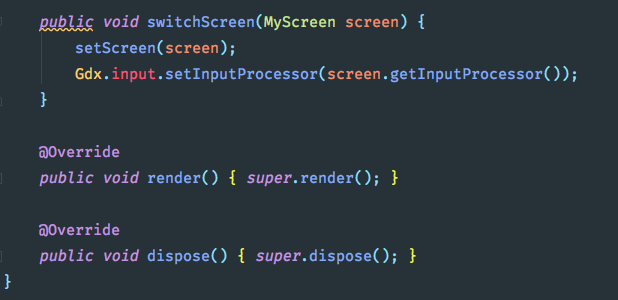 public void switchScreen(MyScreen screen) {
setScreen(screen);
Gdx.input.setInputProcessor(screen.getInputProcessor());
}
@Override
public void render() { super.render(); }
@Override
public void dispose() { super.dispose(); }
}